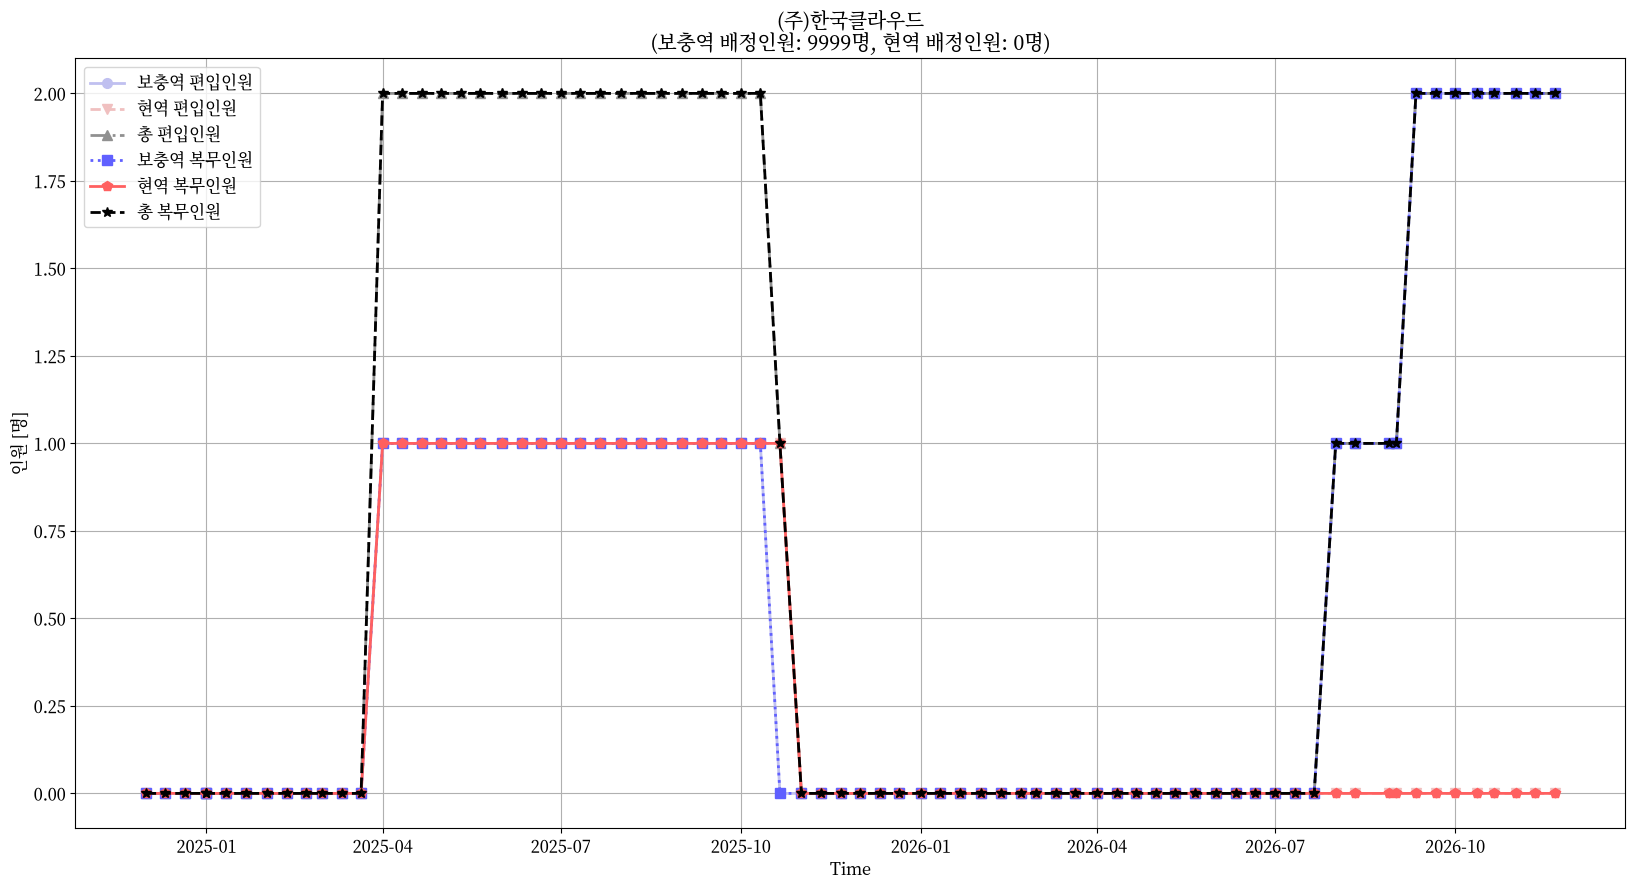 (주)한국클라우드
(보충역 배정인원: 9999명, 현역 배정인원: 0명)
보충역 편입인원
현역 편입인원
총 편입인원
보충역 복무인원
현역 복무인원
총 복무인원
인원 [명]
2.00
1.75
1.50
1.25
1.00
0.75
0.50
0.25
0.00
2025-01 2025-04 2025-07 2025-10 2026-01 2026-04 2026-07 2026-10
Time